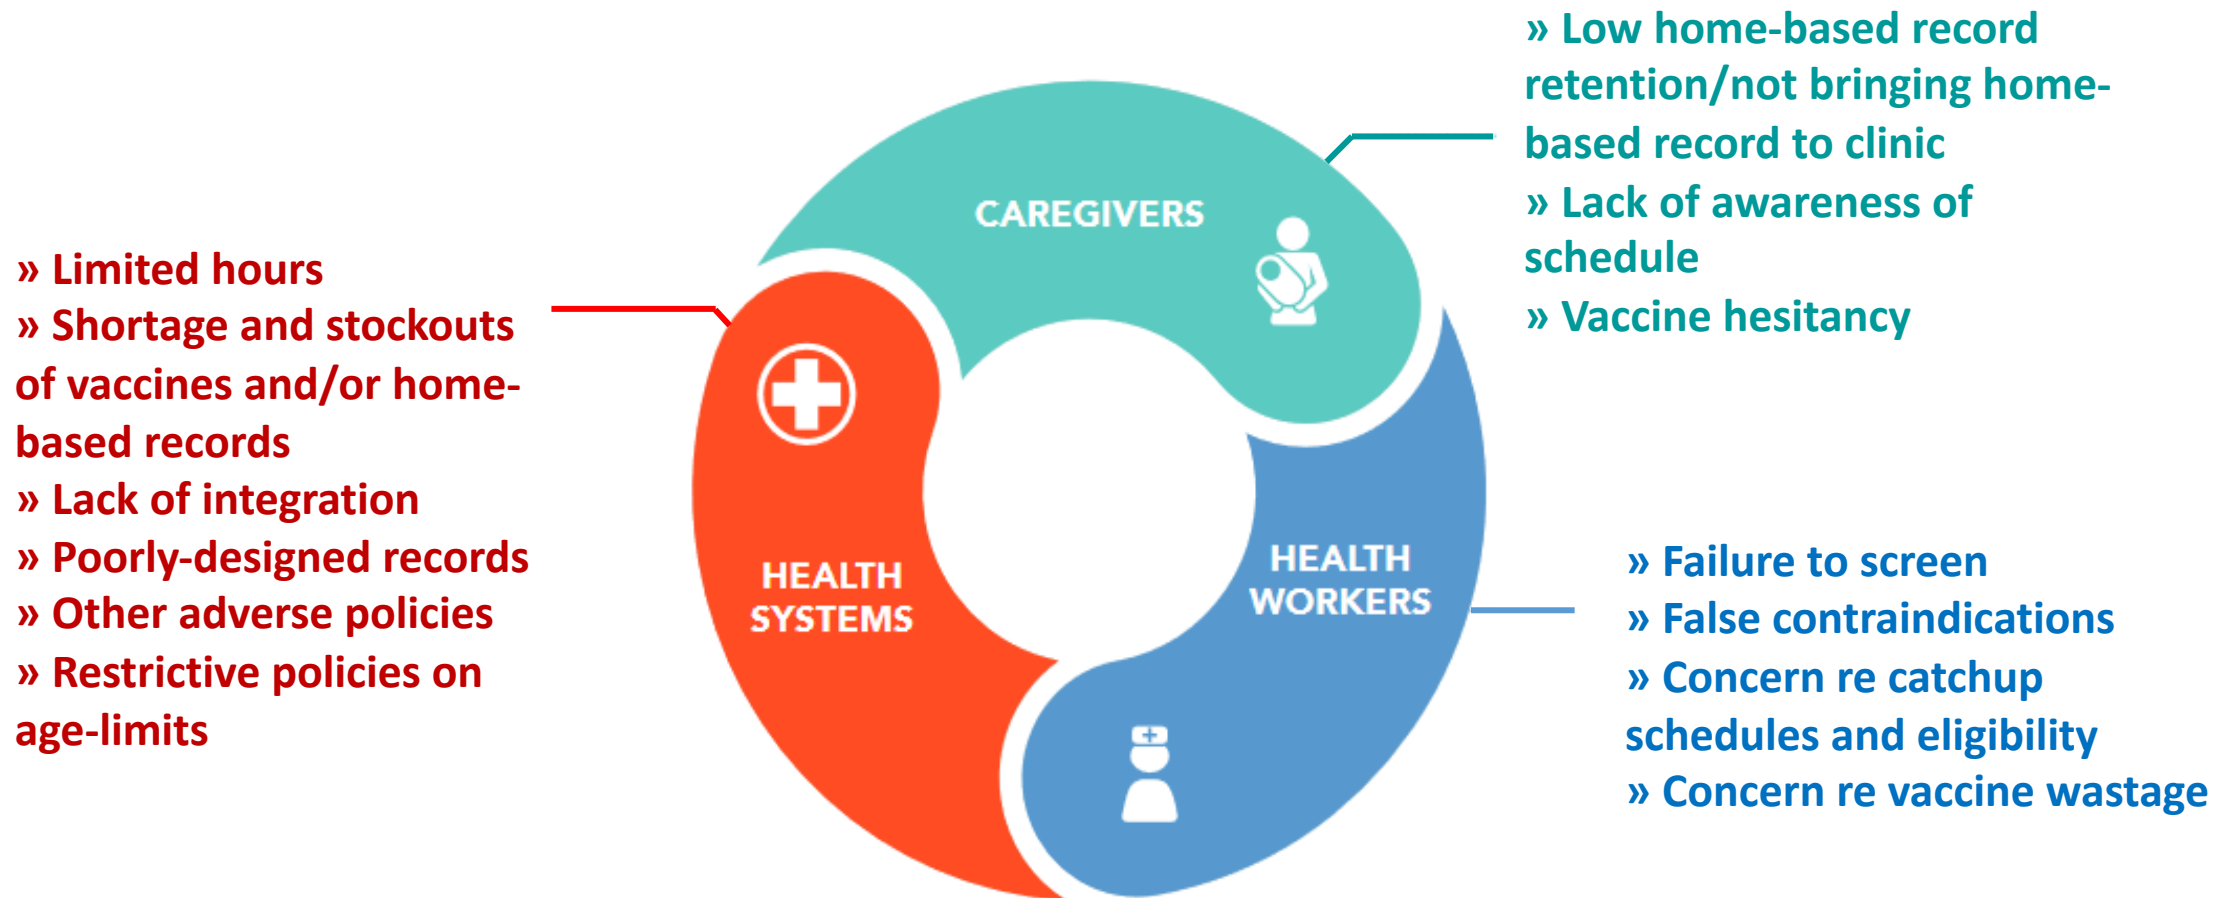 » Low home-based record
retention/not bringing home-
based record to clinic
» Lack of awareness of
schedule
» Vaccine hesitancy
CAREGIVERS
» Limited hours
» Shortage and stockouts
of vaccines and/or home-
based records
» Lack of integration
» Poorly-designed records
» Other adverse policies
» Restrictive policies on
age-limits
HEALTH
SYSTEMS
HEALTH
WORKERS
» Failure to screen
» False contraindications
» Concern re catchup
schedules and eligibility
» Concern re vaccine wastage